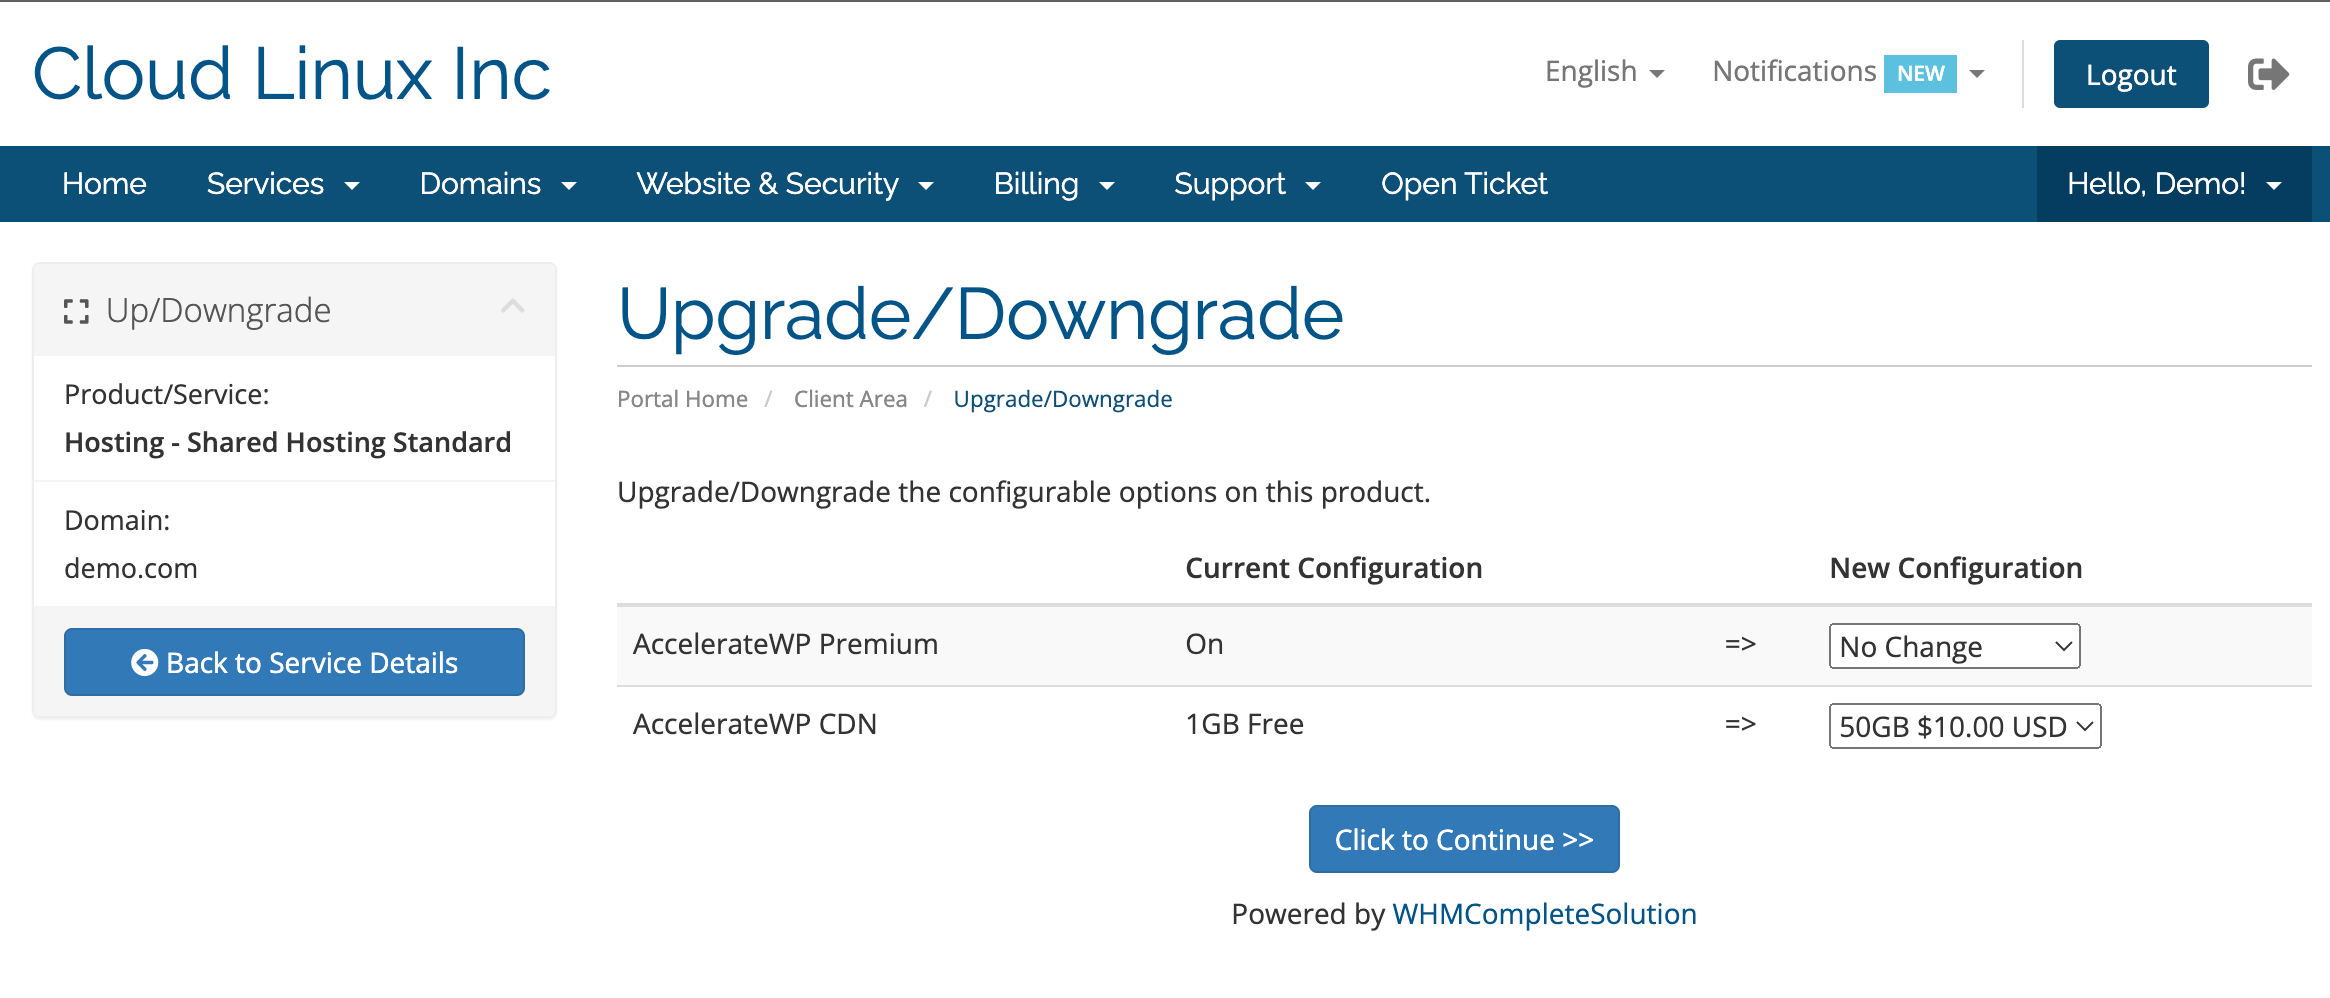 Cloud Linux Inc
English
Notifications NEW
Logout
Home Services Domains Website & Security Billing Support Open Ticket Hello, Demo!
Up/Downgrade
Product/Service:
Hosting - Shared Hosting Standard
Domain:
demo.com
Back to Service Details
Upgrade/Downgrade
Portal Home / Client Area / Upgrade/Downgrade
Upgrade/Downgrade the configurable options on this product.
Current Configuration New Configuration
AccelerateWP Premium On => No Change
AccelerateWP CDN 1GB Free => 50GB $10.00 USD
Click to Continue >>
Powered by WHMCompleteSolution